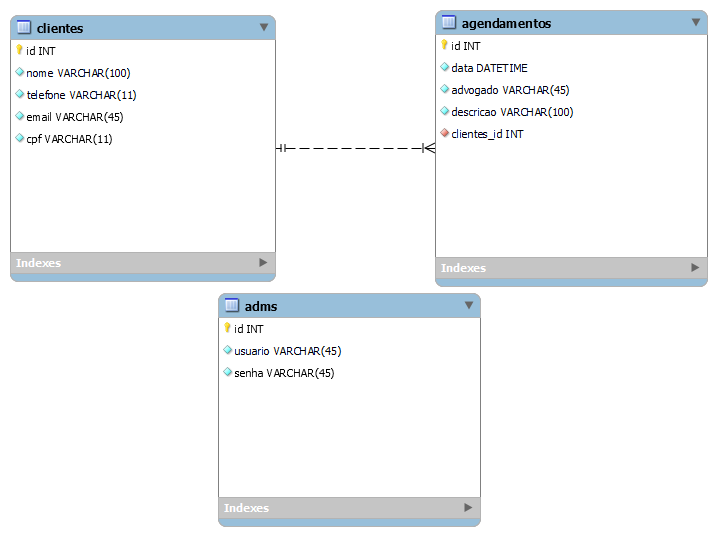 clientes
id INT
nome VARCHAR(100)
telefone VARCHAR(11)
email VARCHAR(45)
cpf VARCHAR(11)
Indexes
agendamentos
id INT
data DATETIME
advogado VARCHAR(45)
descricao VARCHAR(100)
clientes_id INT
Indexes
adms
id INT
usuario VARCHAR(45)
senha VARCHAR(45)
Indexes